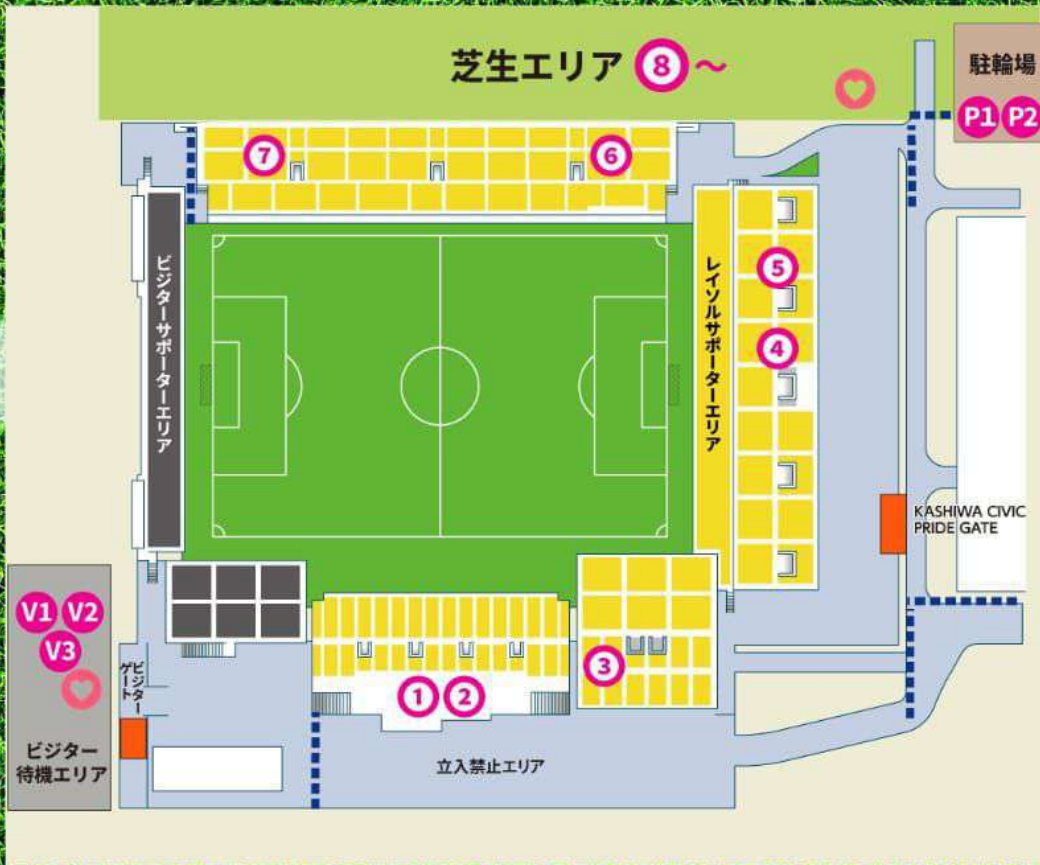 芝生エリア 8～
駐輪場
P1 P2
7
6
5
4
ビジターサポーターエリア
レイソルサポーターエリア
KASHIWA CIVIC
PRIDE GATE
V1 V2
V3
ビジター
ゲート
3
1 2
ビジター
待機エリア
立入禁止エリア